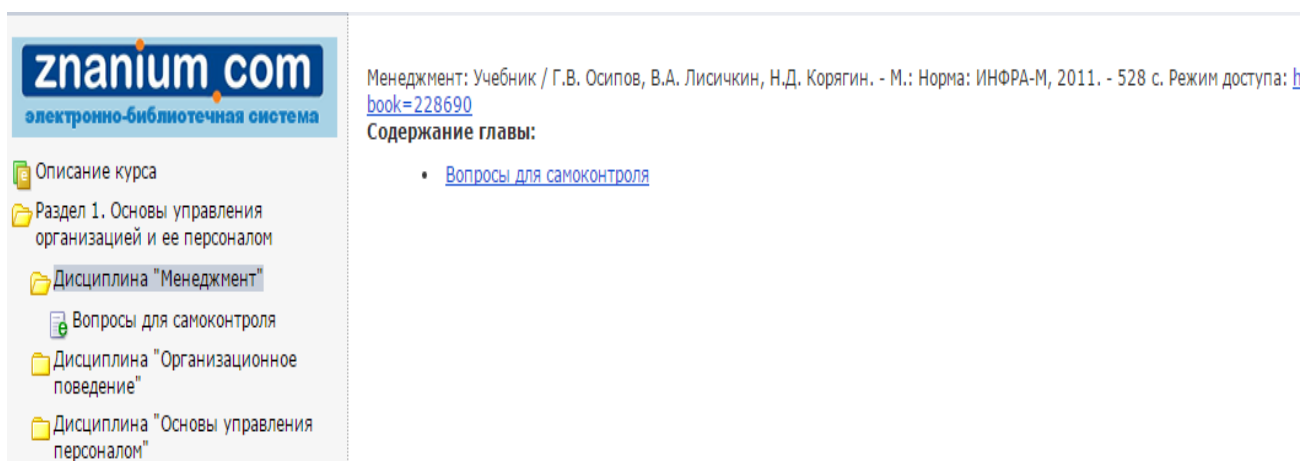 znanium.com
электронно-библиотечная система
Описание курса
Раздел 1. Основы управления
организацией и ее персоналом
Дисциплина "Менеджмент"
Вопросы для самоконтроля
Дисциплина "Организационное
поведение"
Дисциплина "Основы управления
персоналом"
Менеджмент: Учебник / Г.В. Осипов, В.А. Лисичкин, Н.Д. Корягин. - М.: Норма: ИНФРА-М, 2011. - 528 с. Режим доступа:
book=228690
Содержание главы:
• Вопросы для самоконтроля